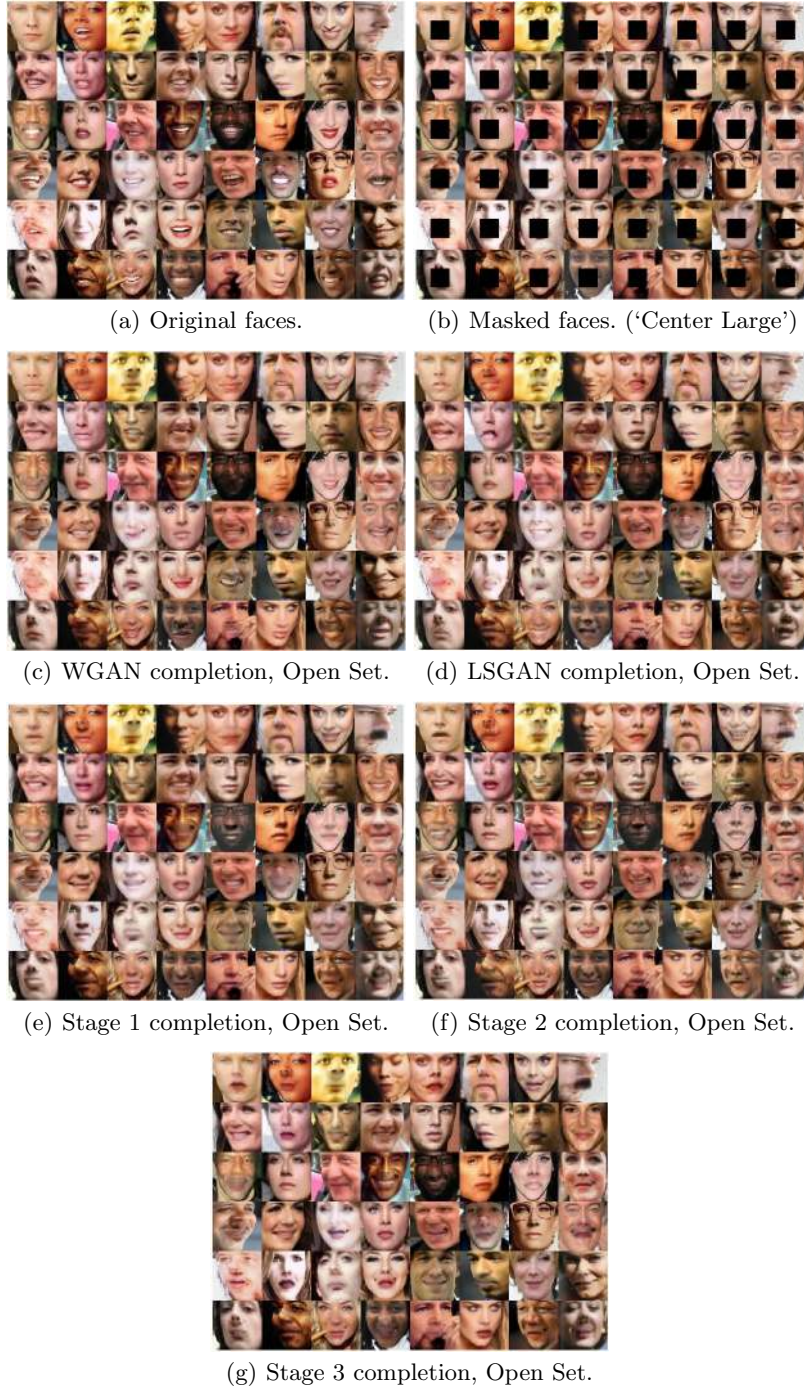 (a) Original faces.
(b) Masked faces. (‘Center Large’)
(c) WGAN completion, Open Set.
(d) LSGAN completion, Open Set.
(e) Stage 1 completion, Open Set.
(f) Stage 2 completion, Open Set.
(g) Stage 3 completion, Open Set.